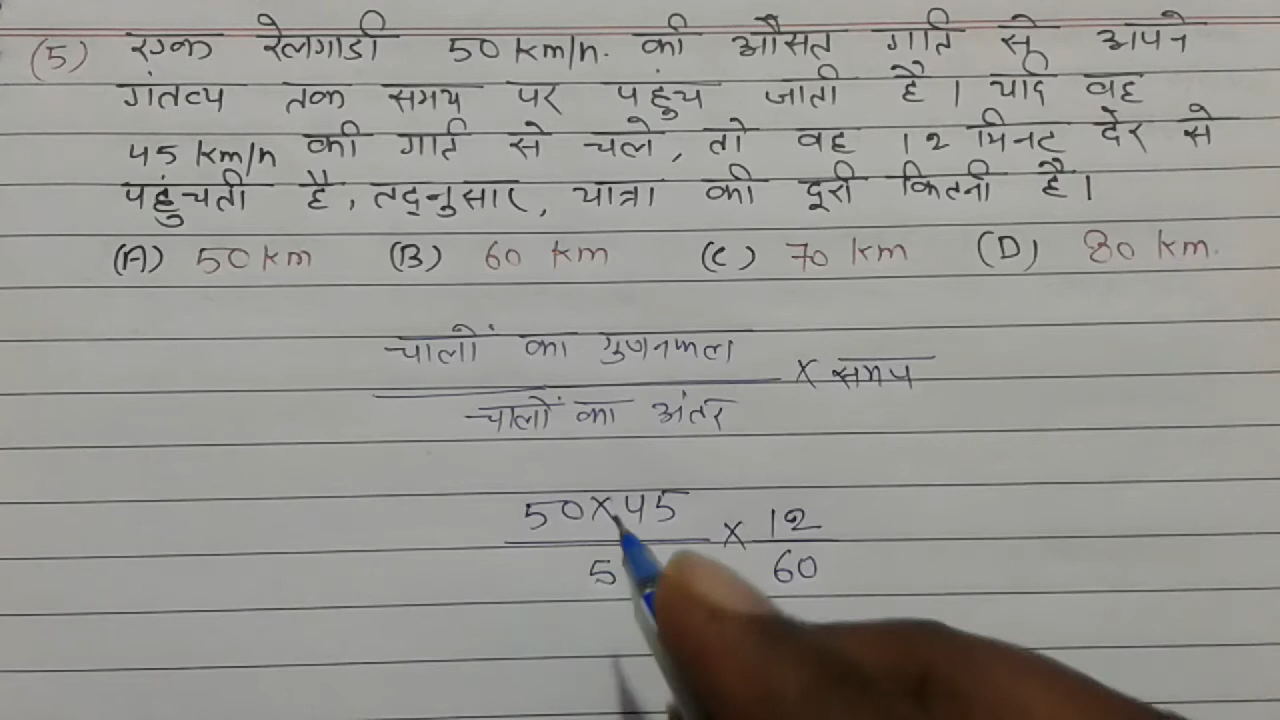 (5) एक रेलगाडी 50 km/h. की औसत गति से अपने
गंतव्य तक समय पर पहुंच जाती है । यदि वह
45 km/h की गति से चले, तो वह 12 मिनट देर से
पहुंचती है, तद्नुसार, यात्रा की दूरी कितनी है।
(A) 50 km (B) 60 km (C) 70 km (D) 80 km.
चालों का गुणनफल
× समय
चालों का अंतर
50×45 × 12
5 60